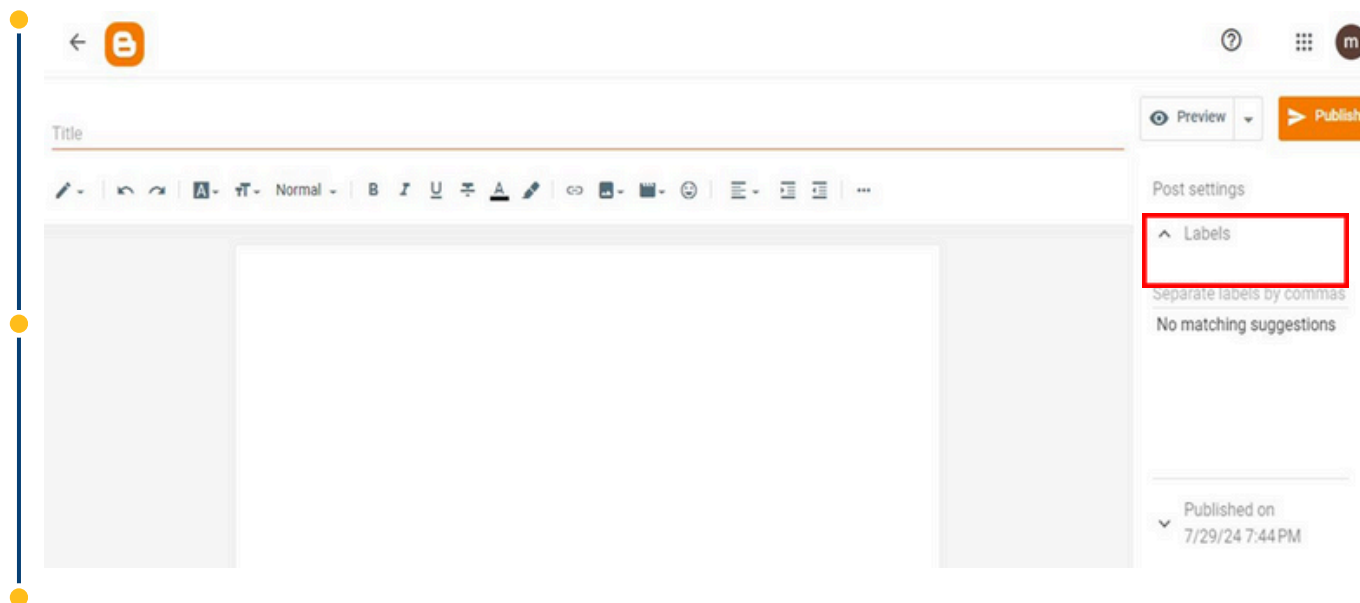 m
Preview
Publish
Title
Normal
B I U A
Post settings
Labels
Separate labels by commas
No matching suggestions
Published on
7/29/24 7:44 PM